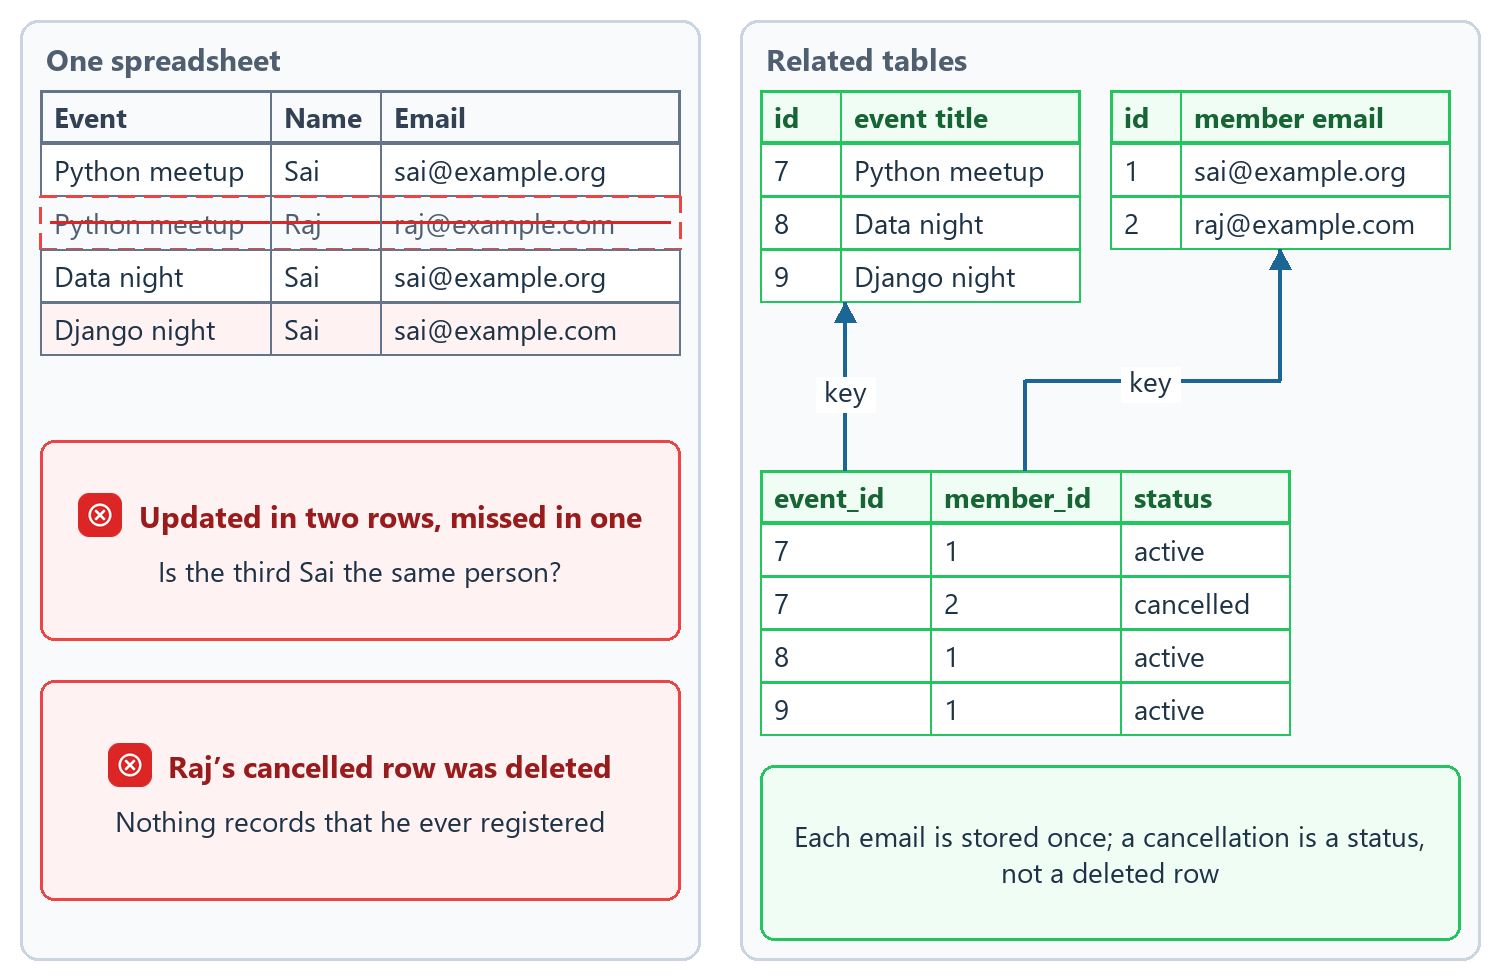 One spreadsheet
Event Name Email
Python meetup Sai sai@example.org
Python meetup Raj raj@example.com
Data night Sai sai@example.org
Django night Sai sai@example.com
Updated in two rows, missed in one
Is the third Sai the same person?
Raj’s cancelled row was deleted
Nothing records that he ever registered
Related tables
id event title
7 Python meetup
8 Data night
9 Django night
id member email
1 sai@example.org
2 raj@example.com
key
key
event_id member_id status
7 1 active
7 2 cancelled
8 1 active
9 1 active
Each email is stored once; a cancellation is a status,
not a deleted row